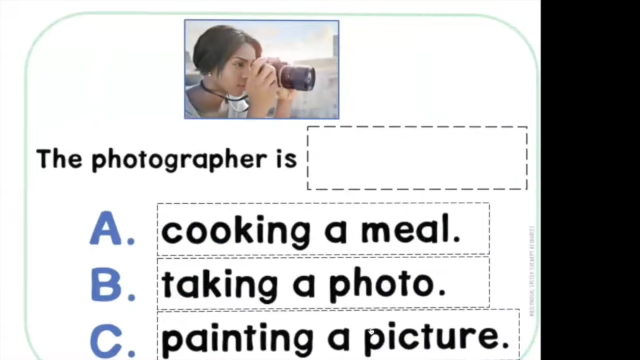 The photographer is
A. cooking a meal.
B. taking a photo.
C. painting a picture.